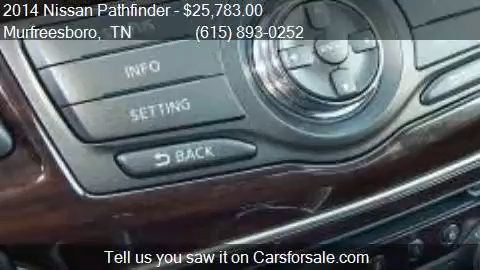 2014 Nissan Pathfinder - $25,783.00
Murfreesboro, TN (615) 893-0252
INFO
SETTING
BACK
Tell us you saw it on Carsforsale.com